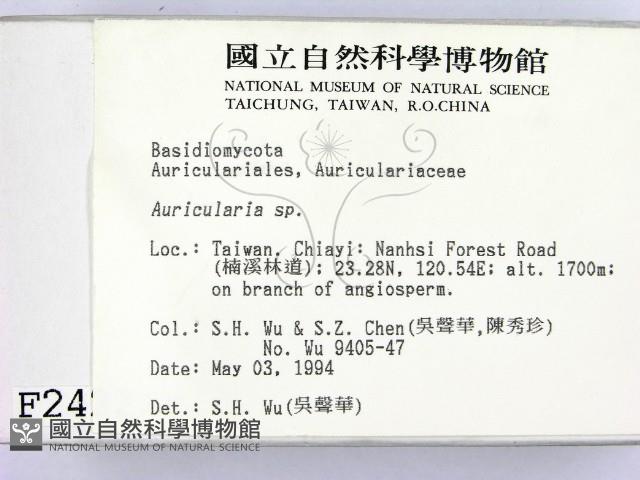 國立自然科學博物館
NATIONAL MUSEUM OF NATURAL SCIENCE
TAICHUNG, TAIWAN, R.O.CHINA
Basidiomycota
Auriculariales, Auriculariaceae
Auricularia sp.
Loc.: Taiwan. Chiayi: Nanhsi Forest Road
(楠溪林道); 23.28N, 120.54E; alt. 1700m;
on branch of angiosperm.
Col.: S.H. Wu & S.Z. Chen(吳聲華,陳秀珍)
No. Wu 9405-47
Date: May 03, 1994
Det.: S.H. Wu(吳聲華)
F24
國立自然科學博物館
NATIONAL MUSEUM OF NATURAL SCIENCE